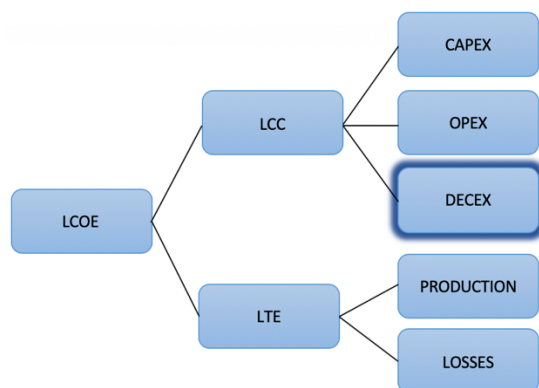 CAPEX
LCC
OPEX
DECEX
LCOE
PRODUCTION
LTE
LOSSES